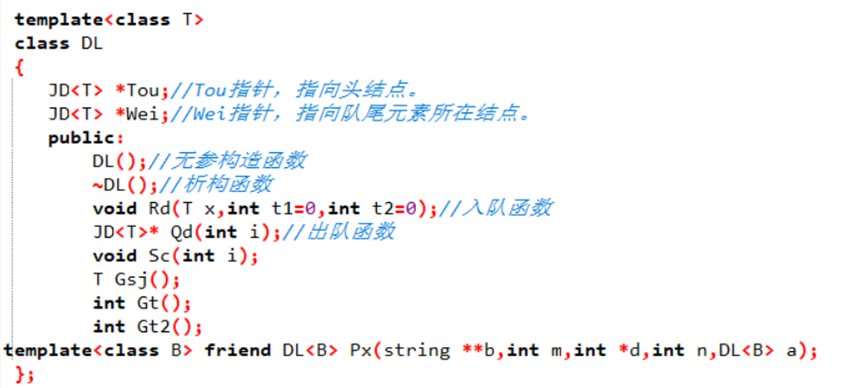 template<class T>
class DL
{
JD<T> *Tou;//Tou指针，指向头结点。
JD<T> *Wei;//Wei指针，指向队尾元素所在结点。
public:
DL();//无参构造函数
~DL();//析构函数
void Rd(T x,int t1=0,int t2=0);//入队函数
JD<T>* Qd(int i);//出队函数
void Sc(int i);
T Gsj();
int Gt();
int Gt2();
template<class B> friend DL<B> Px(string **b,int m,int *d,int n,DL<B> a);
};